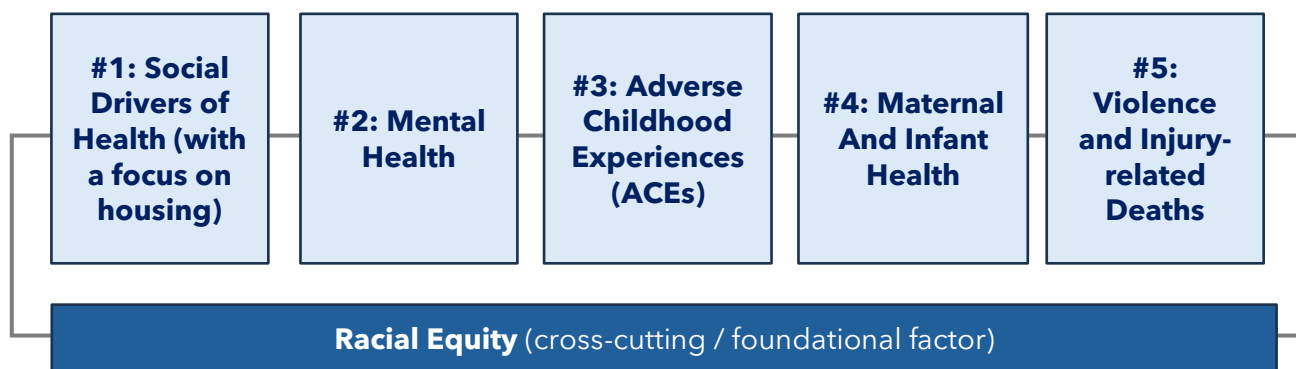 #1: Social
Drivers of
Health (with
a focus on
housing)
#2: Mental
Health
#3: Adverse
Childhood
Experiences
(ACEs)
#4: Maternal
And Infant
Health
#5:
Violence
and Injury-
related
Deaths
Racial Equity (cross-cutting / foundational factor)